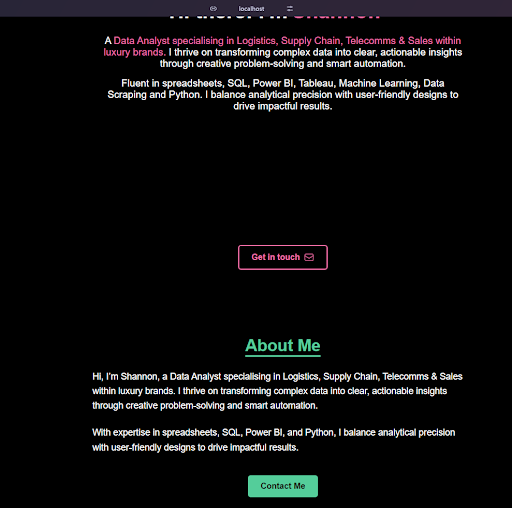 localhost
Shannon
A Data Analyst specialising in Logistics, Supply Chain, Telecomms & Sales within
luxury brands. I thrive on transforming complex data into clear, actionable insights
through creative problem-solving and smart automation.
Fluent in spreadsheets, SQL, Power BI, Tableau, Machine Learning, Data
Scraping and Python. I balance analytical precision with user-friendly designs to
drive impactful results.
Get in touch
About Me
Hi, I'm Shannon, a Data Analyst specialising in Logistics, Supply Chain, Telecomms & Sales
within luxury brands. I thrive on transforming complex data into clear, actionable insights
through creative problem-solving and smart automation.
With expertise in spreadsheets, SQL, Power BI, and Python, I balance analytical precision
with user-friendly designs to drive impactful results.
Contact Me